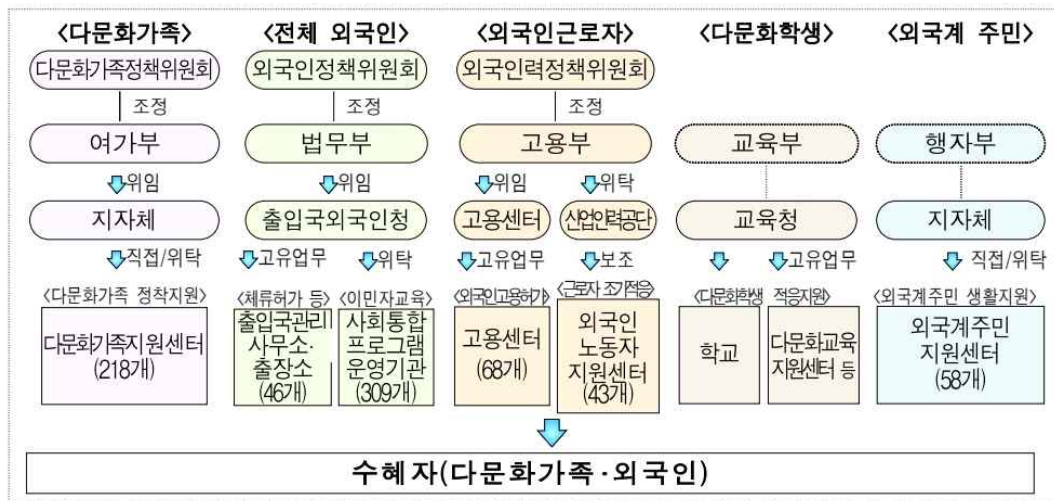 <다문화가족> <전체 외국인> <외국인근로자> <다문화학생> <외국계 주민>
다문화가족정책위원회 외국인정책위원회 외국인력정책위원회
조정 조정 조정
여가부 법무부 고용부 교육부 행자부
위임 위임 위임 위탁
지자체 출입국외국인청 고용센터 산업인력공단 교육청 지자체
직접/위탁 고유업무 위탁 고유업무 보조 고유업무 직접/위탁
<다문화가족 정착지원> <체류허가 등> <이민자교육> <외국인고용허가> <근로자 조기적응> <다문화학생 적응지원> <외국계주민 생활지원>
다문화가족지원센터
(218개)
출입국관리
사무소·
출장소
(46개)
사회통합
프로그램
운영기관
(309개)
고용센터
(68개)
외국인
노동자
지원센터
(43개)
학교
다문화교육
지원센터 등
외국계주민
지원센터
(58개)
수혜자(다문화가족·외국인)